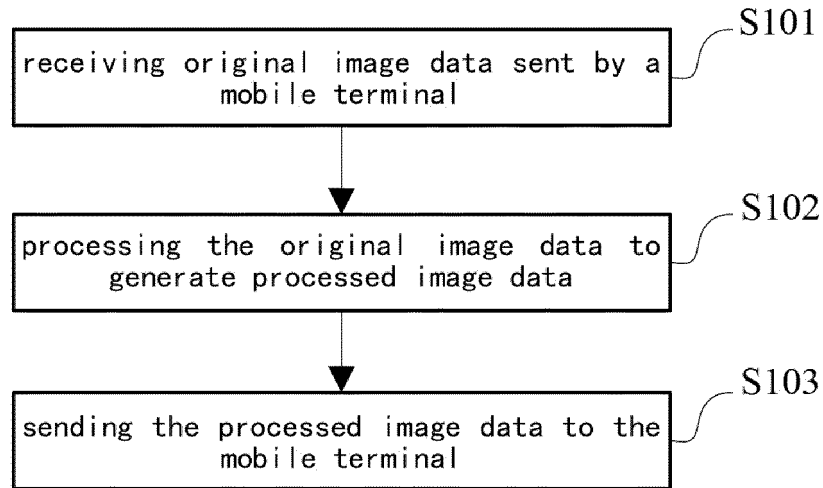 S101
receiving original image data sent by a
mobile terminal
S102
processing the original image data to
generate processed image data
S103
sending the processed image data to the
mobile terminal